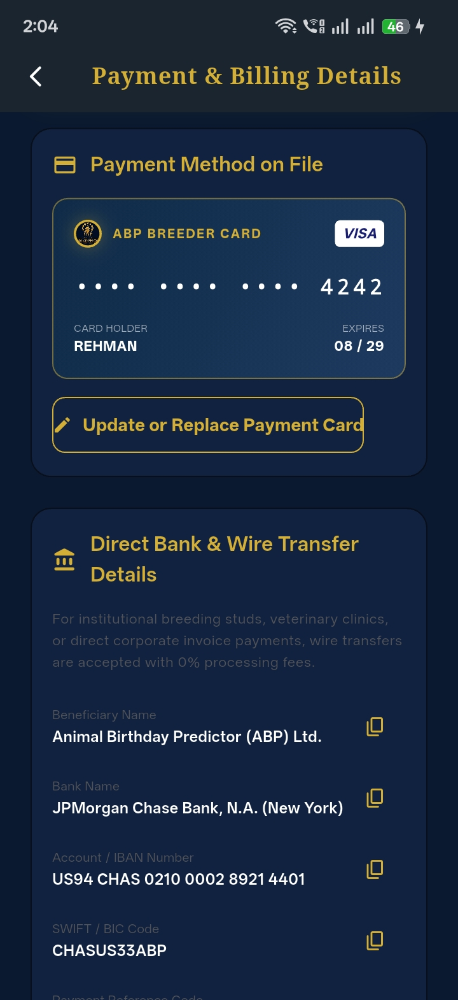 2:04
46
Payment & Billing Details
Payment Method on File
ABP BREEDER CARD
VISA
•••• •••• •••• 4242
CARD HOLDER
EXPIRES
REHMAN
08 / 29
Update or Replace Payment Card
Direct Bank & Wire Transfer
Details
For institutional breeding studs, veterinary clinics,
or direct corporate invoice payments, wire transfers
are accepted with 0% processing fees.
Beneficiary Name
Animal Birthday Predictor (ABP) Ltd.
Bank Name
JPMorgan Chase Bank, N.A. (New York)
Account / IBAN Number
US94 CHAS 0210 0002 8921 4401
SWIFT / BIC Code
CHASUS33ABP
Payment Reference Code